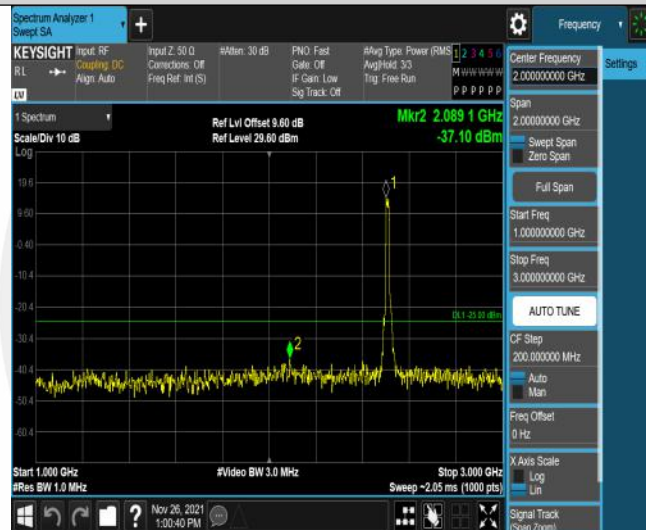 Spectrum Analyzer 1
Swept SA
Frequency
KEYSIGHT
RL
Input: RF
Coupling: DC
Align: Auto
Input Z: 50 Ω
Corrections: Off
Freq Ref: Int (S)
#Atten: 30 dB
PNO: Fast
Gate: Off
IF Gain: Low
Sig Track: Off
#Avg Type: Power (RMS
Avg|Hold: 3/3
Trig: Free Run
1 2 3 4 5 6
M W W W W W
P P P P P P
LXI
1 Spectrum
Scale/Div 10 dB
Log
Ref Lvl Offset 9.60 dB
Ref Level 29.60 dBm
Mkr2 2.089 1 GHz
-37.10 dBm
19.6
9.60
-0.40
-10.4
-20.4
-30.4
-40.4
-50.4
-60.4
1
2
DL1 -25.00 dBm
Start 1.000 GHz
#Res BW 1.0 MHz
#Video BW 3.0 MHz
Stop 3.000 GHz
Sweep ~2.05 ms (1000 pts)
Nov 26, 2021
1:00:40 PM
Center Frequency
2.000000000 GHz
Settings
Span
2.00000000 GHz
Swept Span
Zero Span
Full Span
Start Freq
1.000000000 GHz
Stop Freq
3.000000000 GHz
AUTO TUNE
CF Step
200.000000 MHz
Auto
Man
Freq Offset
0 Hz
X Axis Scale
Log
Lin
Signal Track
(Span Zoom)